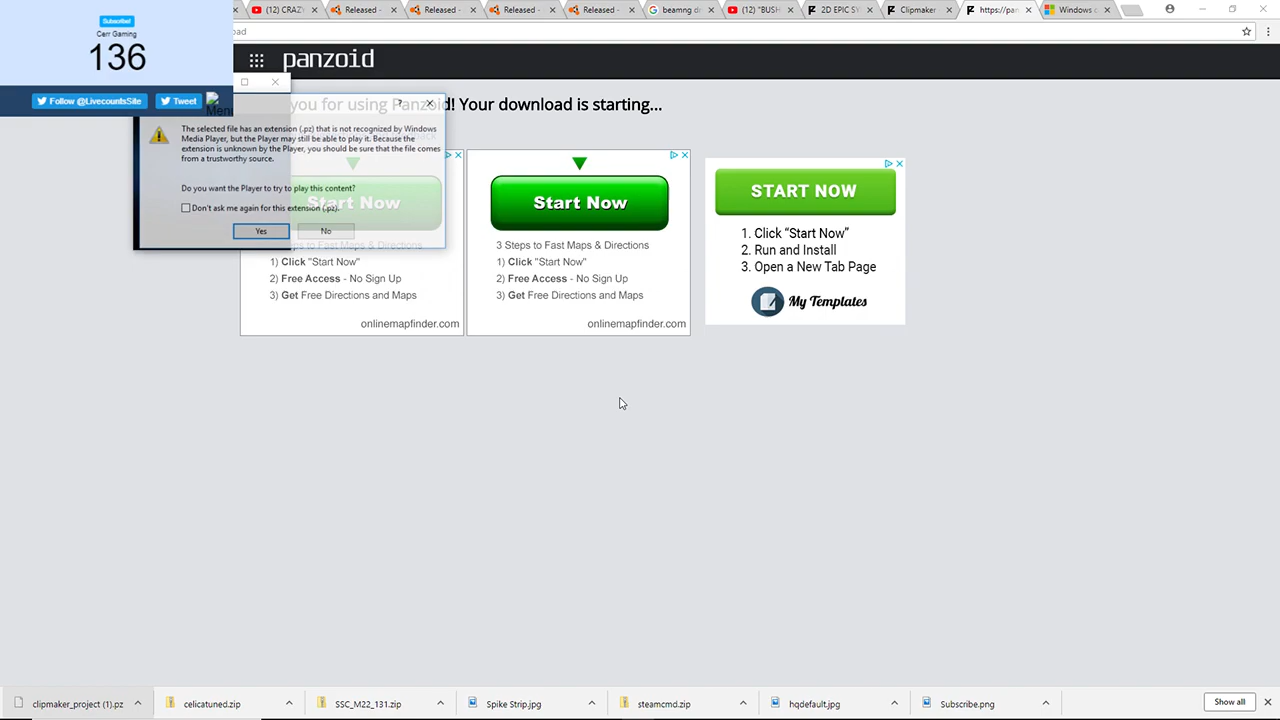 Subscribe!
Carr Gaming
136
Follow @LivecountsSite
Tweet
Menu
(12) CRAZY
Released -
Released -
Released -
Released -
beamng d
(12) "BUSH
2D EPIC SY
Clipmaker
https://pan
Windows c
oad
panzoid
you for using Panzoid! Your download is starting...
The selected file has an extension (.pz) that is not recognized by Windows
Media Player, but the Player may still be able to play it. Because the
extension is unknown by the Player, you should be sure that the file comes
from a trustworthy source.
Do you want the Player to try to play this content?
Don't ask me again for this extension (.pz).
Yes
No
Start Now
ps to Fast Maps & Directions
1) Click "Start Now"
2) Free Access - No Sign Up
3) Get Free Directions and Maps
onlinemapfinder.com
Start Now
3 Steps to Fast Maps & Directions
1) Click "Start Now"
2) Free Access - No Sign Up
3) Get Free Directions and Maps
onlinemapfinder.com
START NOW
1. Click "Start Now"
2. Run and Install
3. Open a New Tab Page
My Templates
clipmaker_project (1).pz
celicatuned.zip
SSC_M22_131.zip
Spike Strip.jpg
steamcmd.zip
hqdefault.jpg
Subscribe.png
Show all